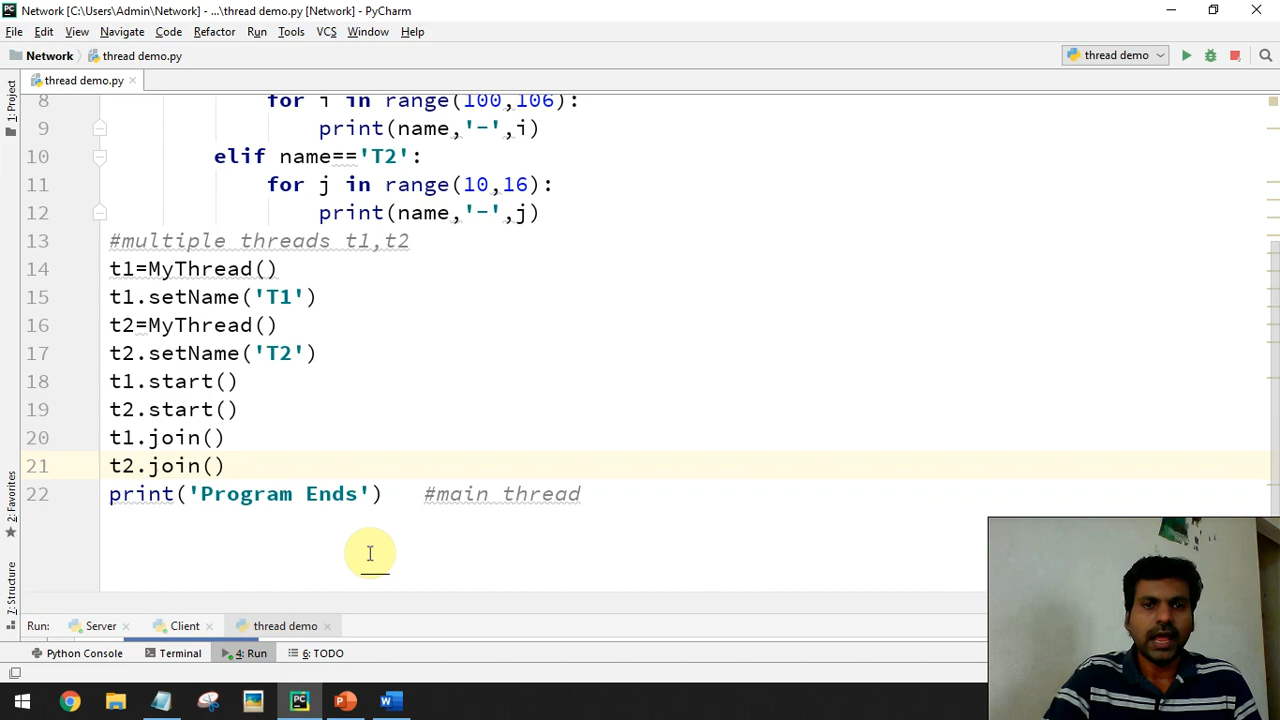 Network [C:\Users\Admin\Network] - ...\thread demo.py [Network] - PyCharm
File Edit View Navigate Code Refactor Run Tools VCS Window Help
Network thread demo.py thread demo
thread demo.py
1: Project
8 for i in range(100,106):
9 print(name,'-',i)
10 elif name=='T2':
11 for j in range(10,16):
12 print(name,'-',j)
13 #multiple threads t1,t2
14 t1=MyThread()
15 t1.setName('T1')
16 t2=MyThread()
17 t2.setName('T2')
18 t1.start()
19 t2.start()
20 t1.join()
21 t2.join()
22 print('Program Ends') #main thread
2: Favorites
7: Structure
Run: Server Client thread demo
Python Console Terminal 4: Run 6: TODO